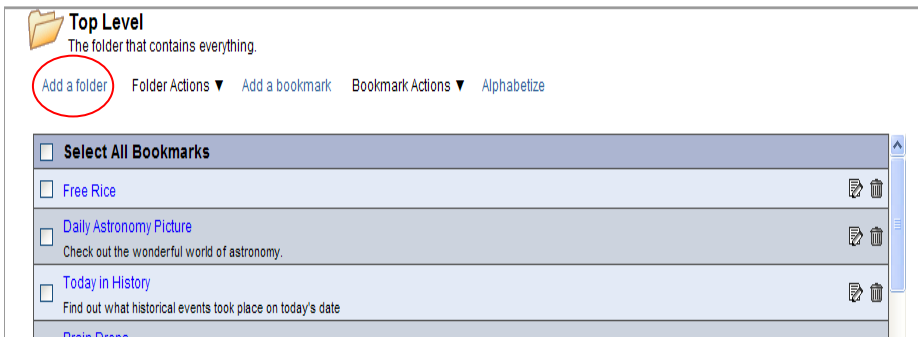 Top Level
The folder that contains everything.
Add a folder Folder Actions ▼ Add a bookmark Bookmark Actions ▼ Alphabetize
Select All Bookmarks
Free Rice
Daily Astronomy Picture
Check out the wonderful world of astronomy.
Today in History
Find out what historical events took place on today's date